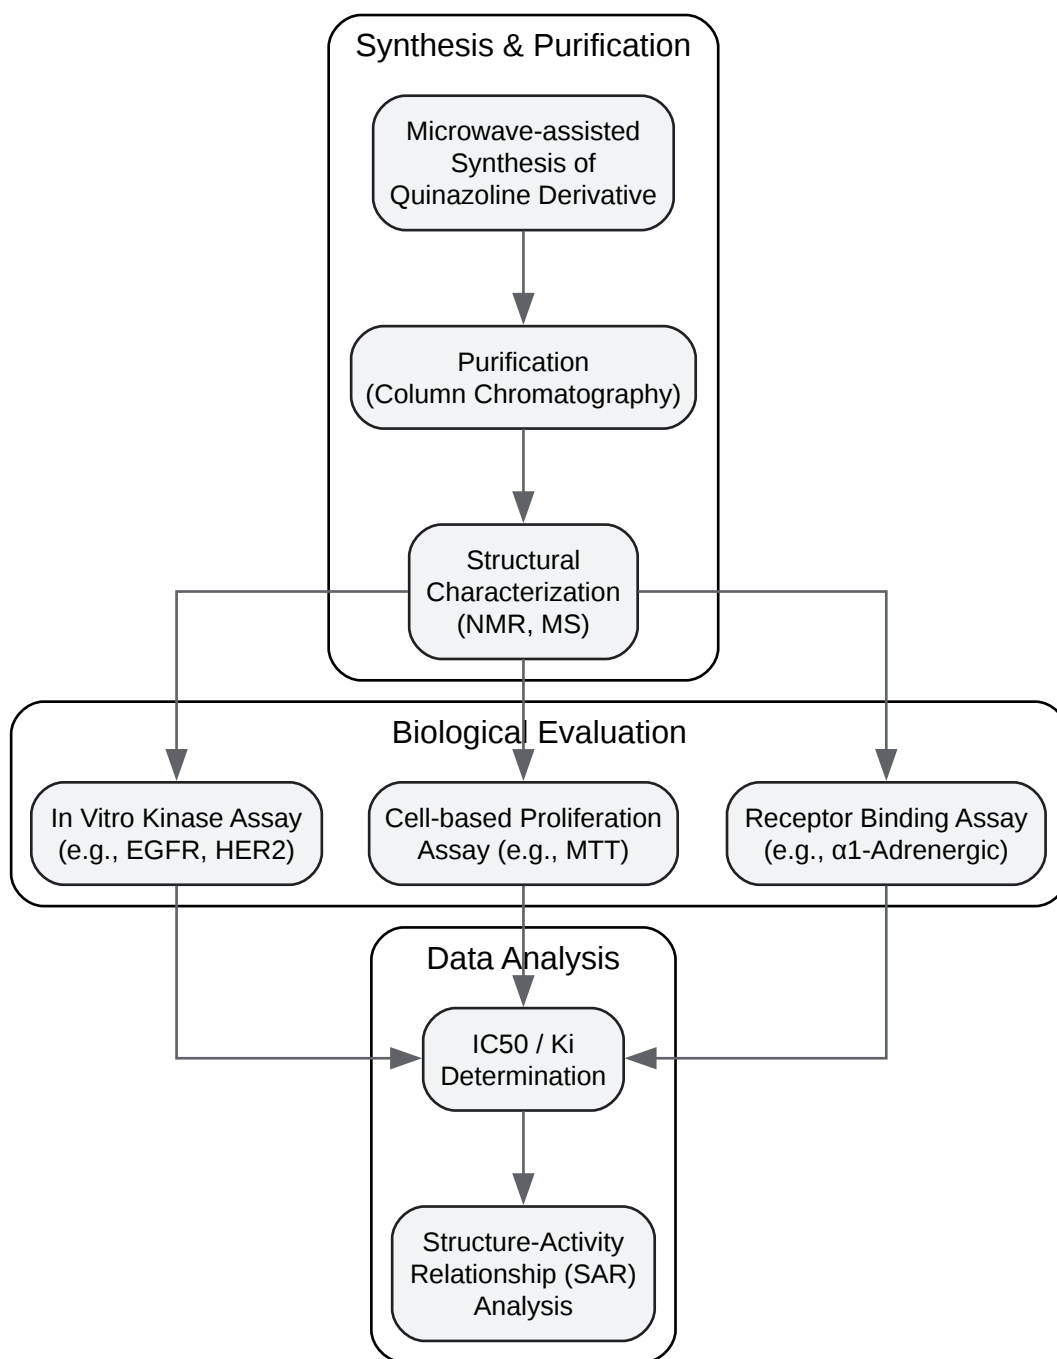 Synthesis & Purification
Microwave-assisted
Synthesis of
Quinazoline Derivative
Purification
(Column Chromatography)
Structural
Characterization
(NMR, MS)
Biological Evaluation
In Vitro Kinase Assay
(e.g., EGFR, HER2)
Cell-based Proliferation
Assay (e.g., MTT)
Receptor Binding Assay
(e.g., α1-Adrenergic)
Data Analysis
IC50 / Ki
Determination
Structure-Activity
Relationship (SAR)
Analysis